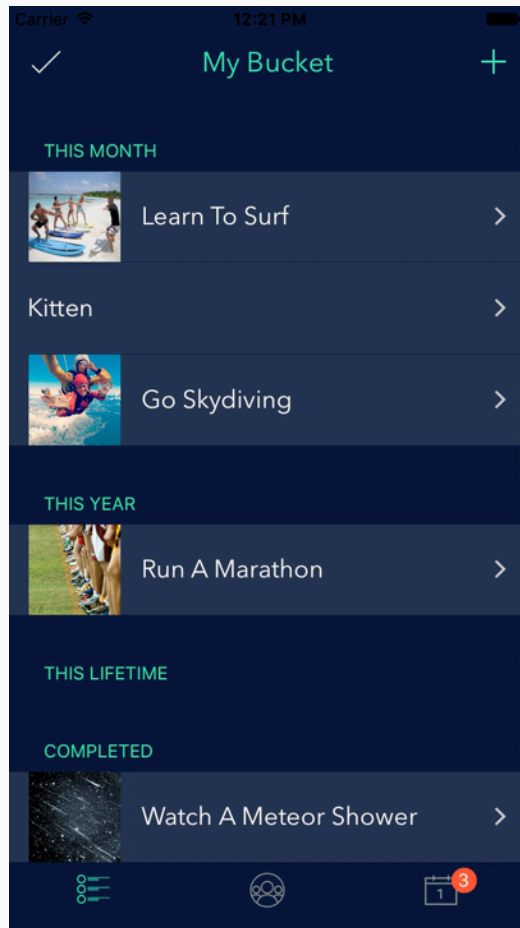 Carrier 12:21 PM
My Bucket
THIS MONTH
Learn To Surf
Kitten
Go Skydiving
THIS YEAR
Run A Marathon
THIS LIFETIME
COMPLETED
Watch A Meteor Shower
1 3